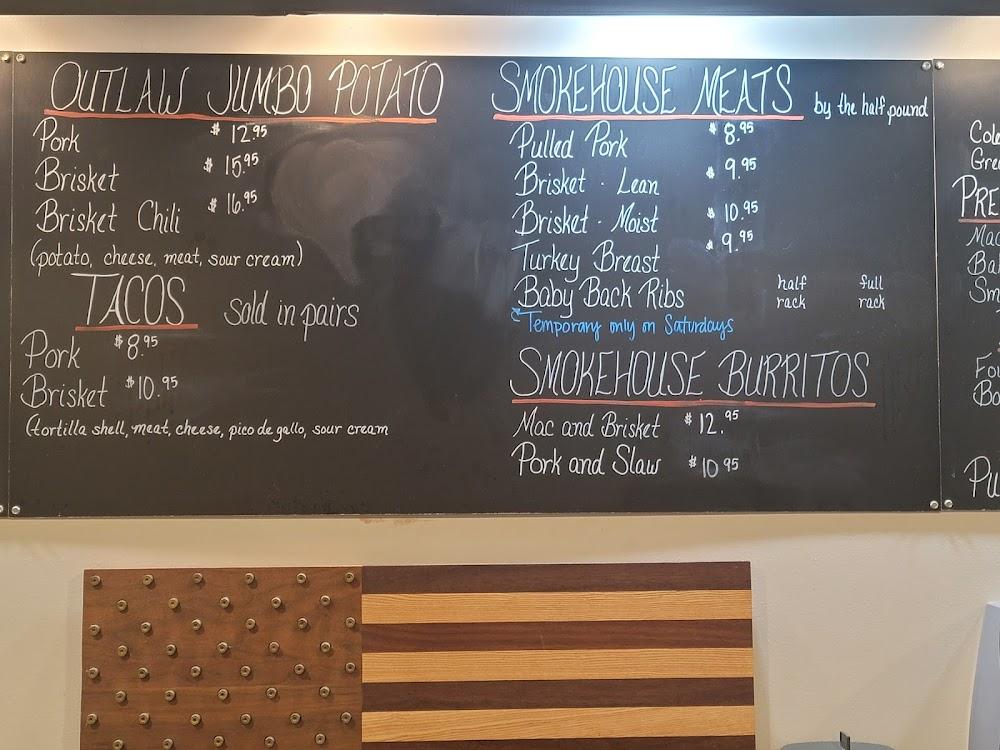 OUTLAW JUMBO POTATO
Pork $12.95
Brisket $15.95
Brisket Chili $16.95
(potato, cheese, meat, sour cream)
TACOS sold in pairs
Pork $8.95
Brisket $10.95
(tortilla shell, meat, cheese, pico de gallo, sour cream
SMOKEHOUSE MEATS by the half pound
Pulled Pork $8.95
Brisket - Lean $9.95
Brisket - Moist $10.95
Turkey Breast $9.95
Baby Back Ribs half rack full rack
Temporary only on Saturdays
SMOKEHOUSE BURRITOS
Mac and Brisket $12.95
Pork and Slaw $10.95